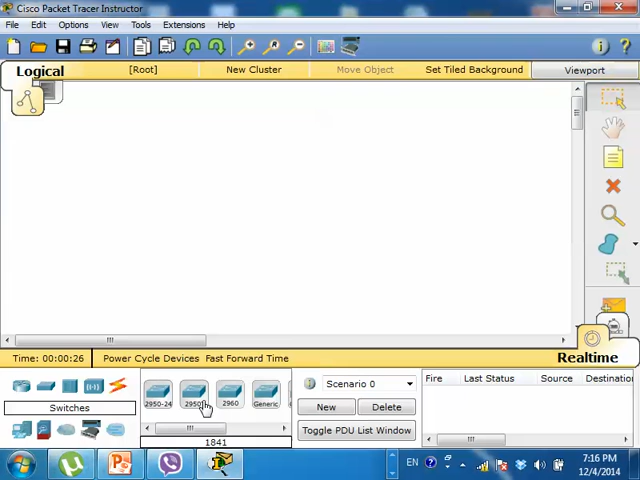 Cisco Packet Tracer Instructor
File Edit Options View Tools Extensions Help
Logical [Root] New Cluster Move Object Set Tiled Background Viewport
Time: 00:00:26 Power Cycle Devices Fast Forward Time Realtime
Scenario 0
Fire Last Status Source Destination
2950-24 2960 Generic
Switches
New Delete
Toggle PDU List Window
1841
EN 7:16 PM
12/4/2014